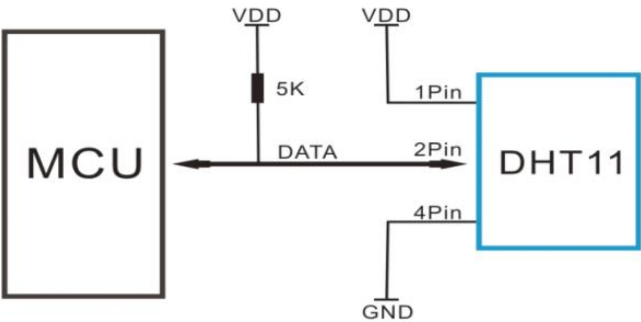 VDD
VDD
5K
1Pin
MCU
DATA
2Pin
DHT11
4Pin
GND